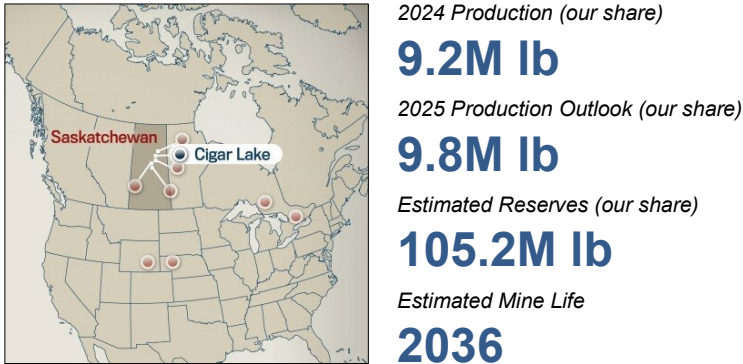 Saskatchewan
Cigar Lake
2024 Production (our share)
9.2M lb
2025 Production Outlook (our share)
9.8M lb
Estimated Reserves (our share)
105.2M lb
Estimated Mine Life
2036